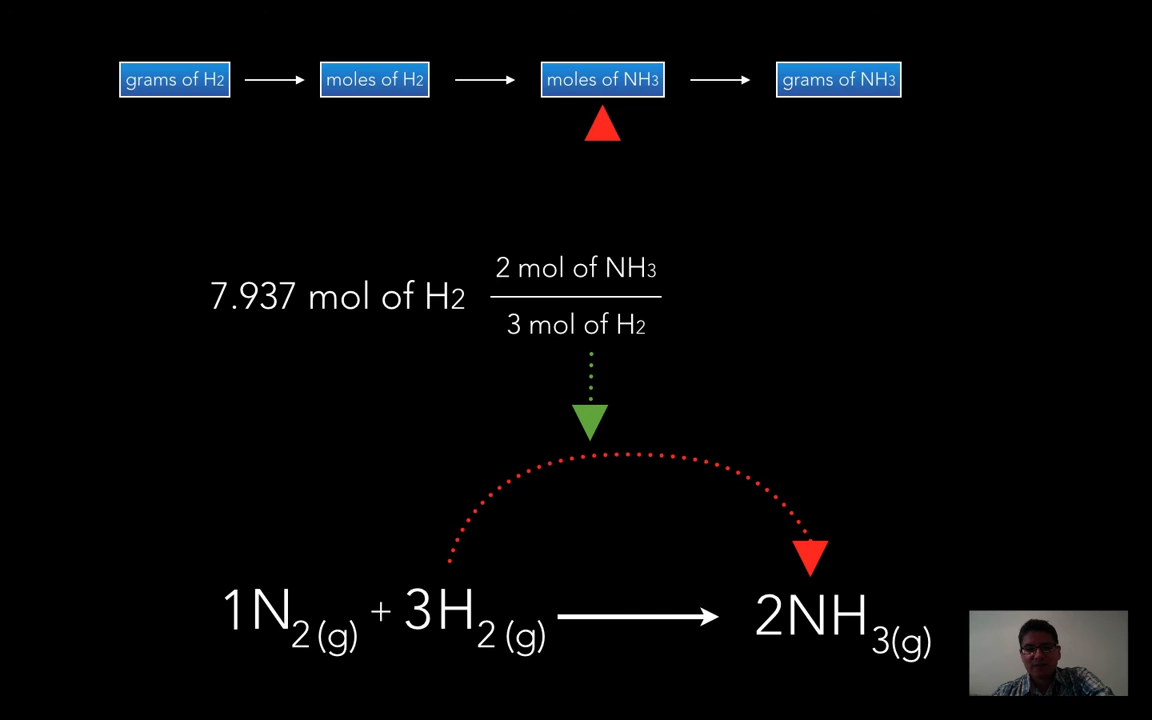 grams of H2 moles of H2 moles of NH3 grams of NH3
2 mol of NH3
7.937 mol of H2
3 mol of H2
1N2 (g) + 3H2 (g) 2NH3(g)